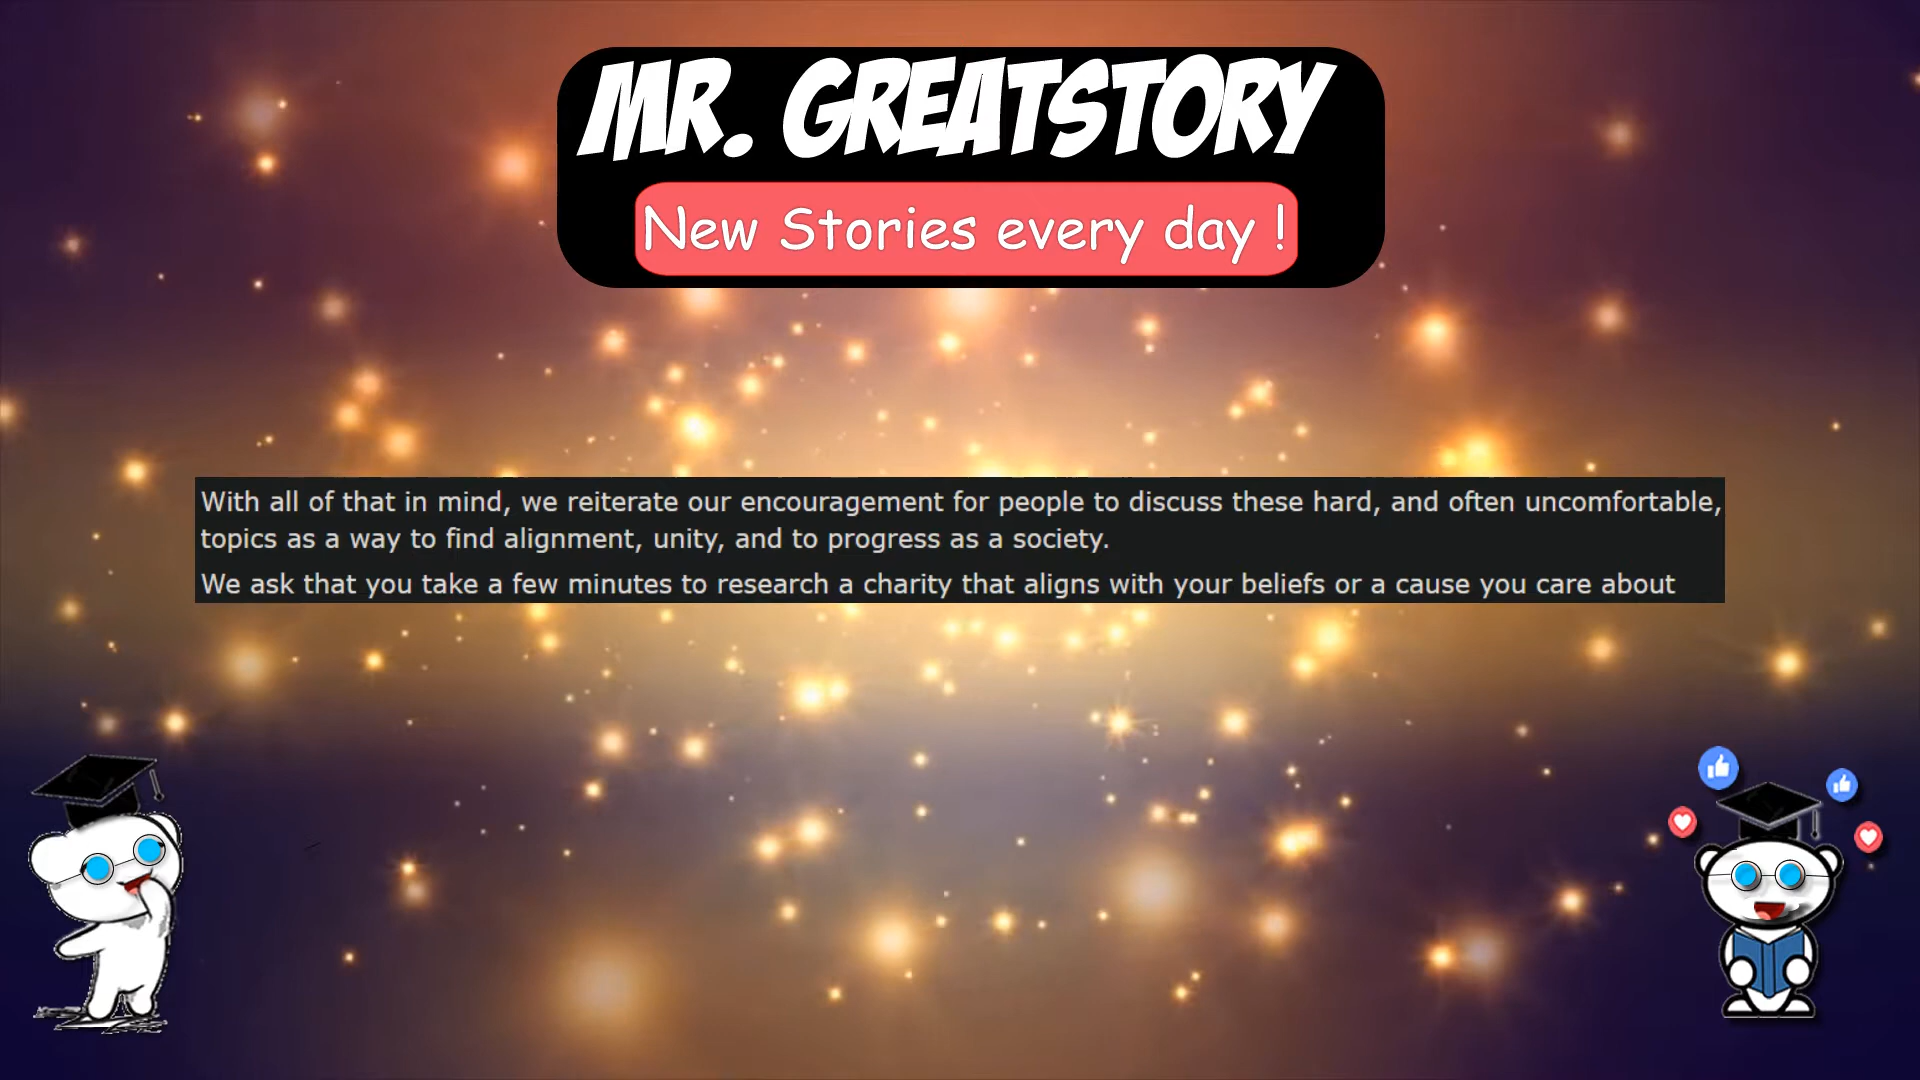 MR. GREATSTORY
New Stories every day !
With all of that in mind, we reiterate our encouragement for people to discuss these hard, and often uncomfortable,
topics as a way to find alignment, unity, and to progress as a society.
We ask that you take a few minutes to research a charity that aligns with your beliefs or a cause you care about